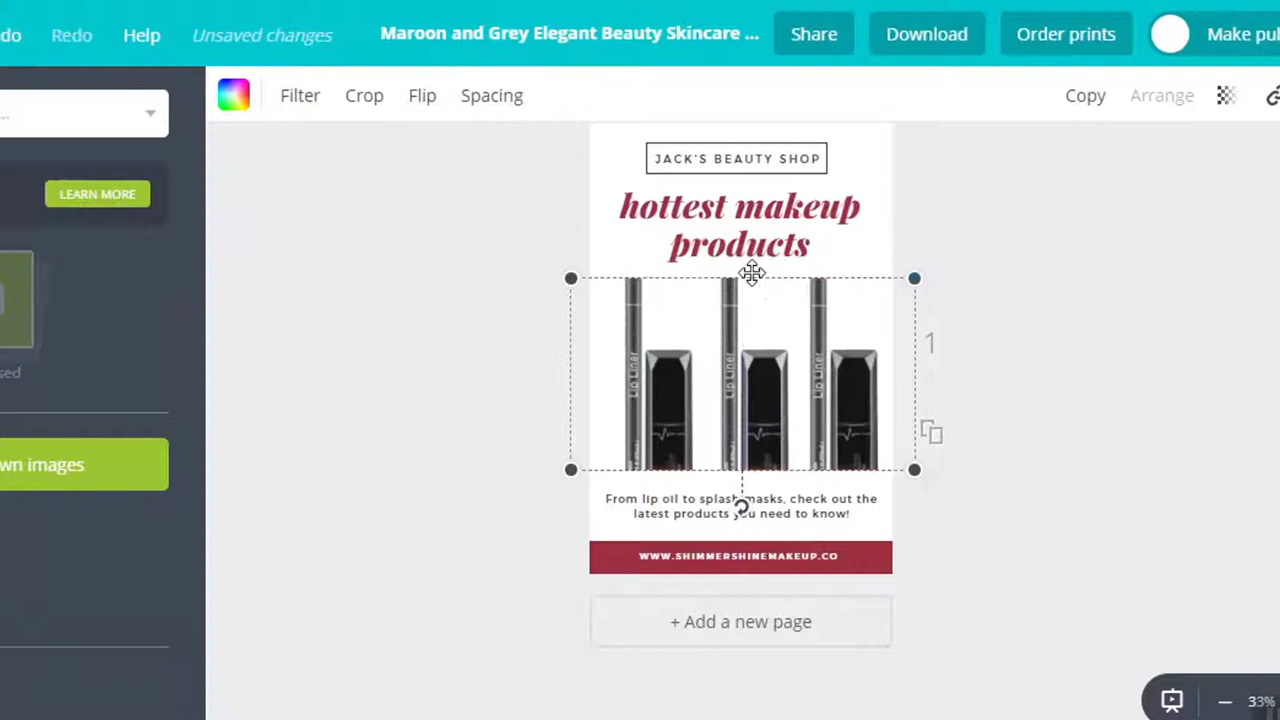 do Redo Help Unsaved changes Maroon and Grey Elegant Beauty Skincare ... Share Download Order prints Make pul
Filter Crop Flip Spacing Copy Arrange
LEARN MORE
JACK'S BEAUTY SHOP
hottest makeup
products
Lip Liner Lip Liner Lip Liner
1
sed
wn images
From lip oil to splash masks, check out the
latest products you need to know!
WWW.SHIMMERSHINEMAKEUP.CO
+ Add a new page
33%